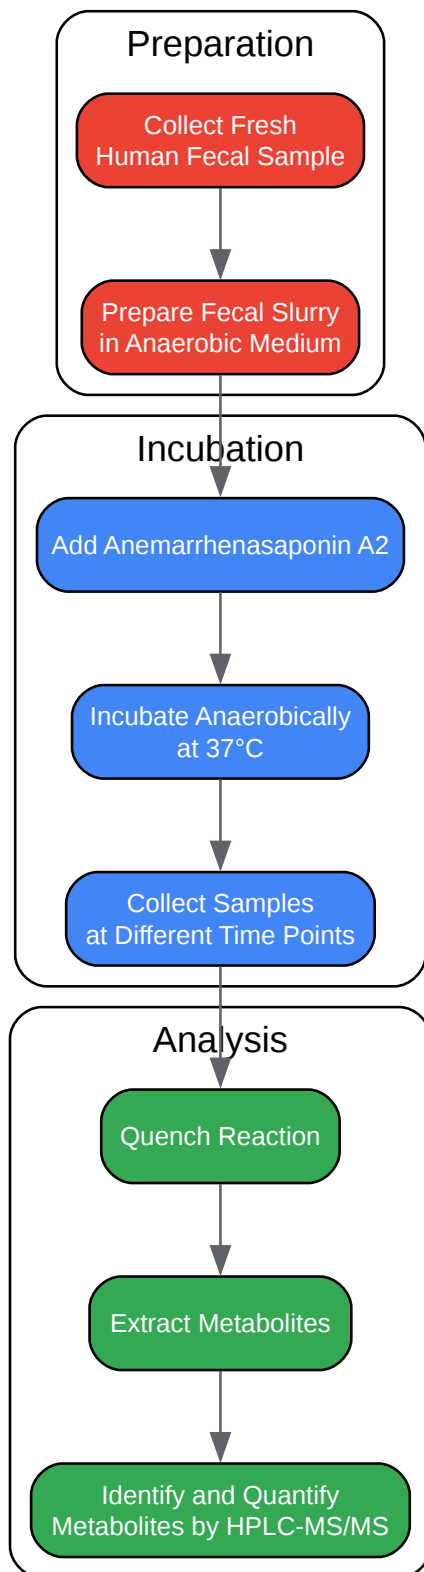 Preparation
Collect Fresh
Human Fecal Sample
Prepare Fecal Slurry
in Anaerobic Medium
Incubation
Add Anemarrhenasaponin A2
Incubate Anaerobically
at 37°C
Collect Samples
at Different Time Points
Analysis
Quench Reaction
Extract Metabolites
Identify and Quantify
Metabolites by HPLC-MS/MS